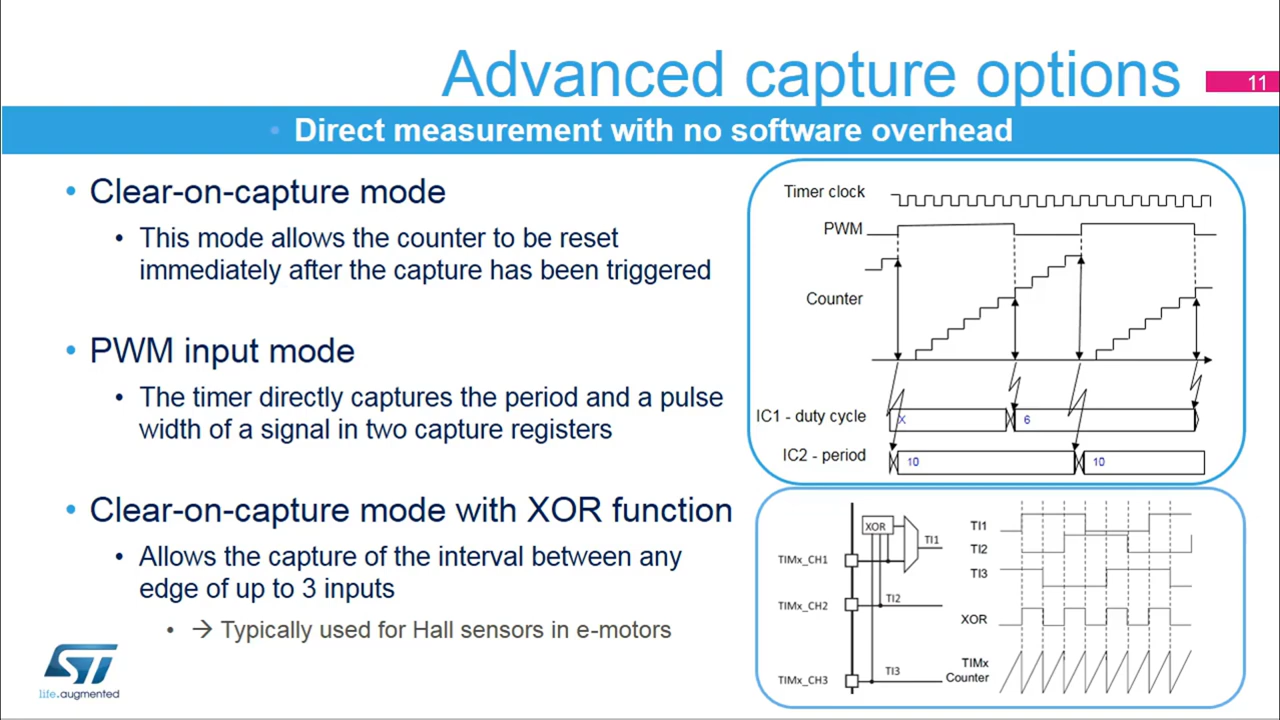 Advanced capture options
11
• Direct measurement with no software overhead
• Clear-on-capture mode
• This mode allows the counter to be reset
immediately after the capture has been triggered
• PWM input mode
• The timer directly captures the period and a pulse
width of a signal in two capture registers
• Clear-on-capture mode with XOR function
• Allows the capture of the interval between any
edge of up to 3 inputs
• → Typically used for Hall sensors in e-motors
Timer clock
PWM
Counter
IC1 - duty cycle
X
6
IC2 - period
10
10
XOR
TI1
TIMx_CH1
TI2
TIMx_CH2
TI3
TIMx_CH3
TI1
TI2
TI3
XOR
TIMx
Counter
ST
life.augmented